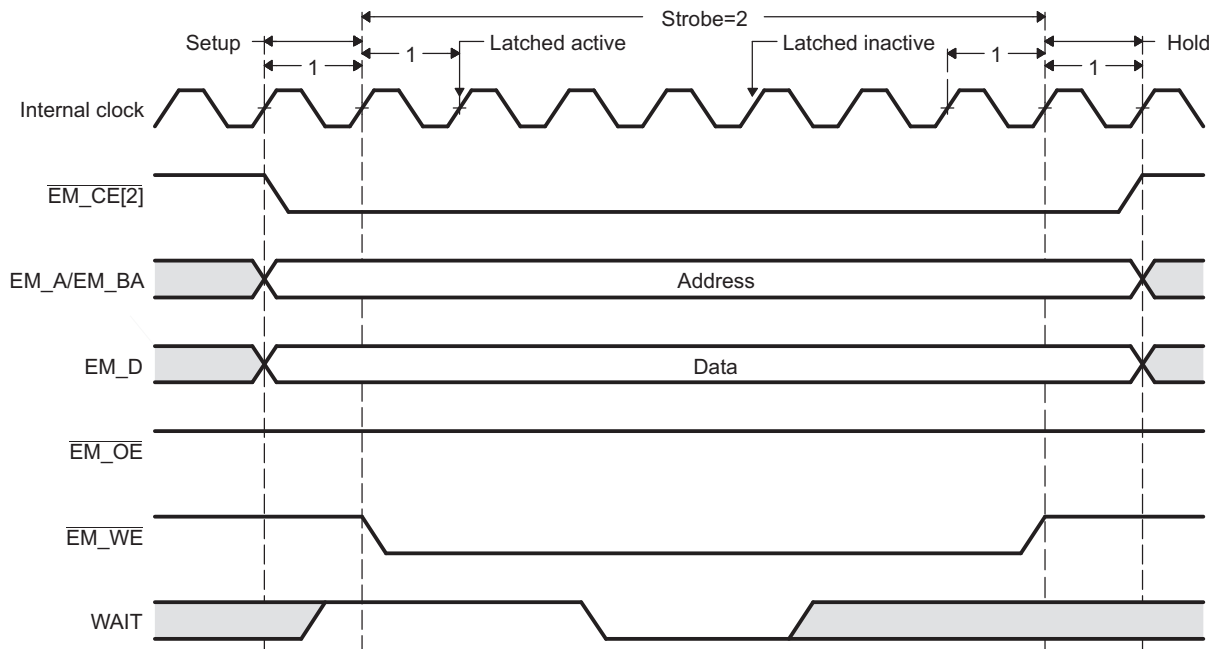 Strobe=2
Setup
Latched active
Latched inactive
Hold
1
1
1
1
Internal clock
EM_CE[2]
EM_A/EM_BA
Address
EM_D
Data
EM_OE
EM_WE
WAIT